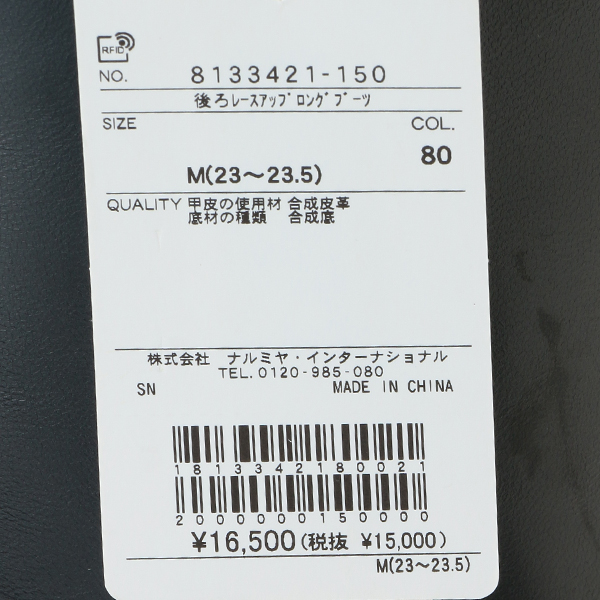 RFID
NO. 8133421-150
後ろﾚｰｽｱｯﾌﾟﾛﾝｸﾞﾌﾞｰﾂ
SIZE COL.
80
M(23～23.5)
QUALITY 甲皮の使用材 合成皮革
底材の種類 合成底
株式会社 ナルミヤ・インターナショナル
TEL.0120-985-080
SN MADE IN CHINA
1813342180021
2000000150000
¥16,500(税抜 ¥15,000)
M(23～23.5)